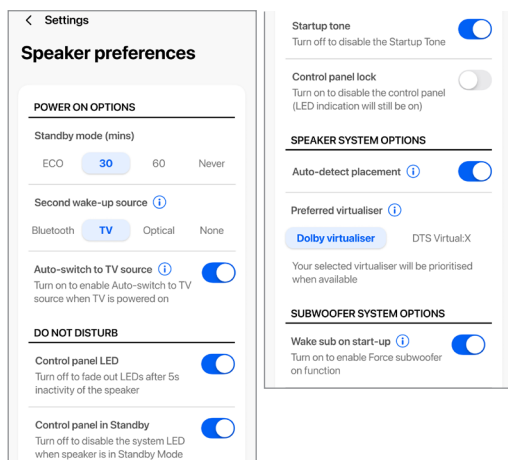 Settings
Speaker preferences
POWER ON OPTIONS
Standby mode (mins)
ECO 30 60 Never
Second wake-up source i
Bluetooth TV Optical None
Auto-switch to TV source i
Turn on to enable Auto-switch to TV
source when TV is powered on
DO NOT DISTURB
Control panel LED
Turn off to fade out LEDs after 5s
inactivity of the speaker
Control panel in Standby
Turn off to disable the system LED
when speaker is in Standby Mode
Startup tone
Turn off to disable the Startup Tone
Control panel lock
Turn on to disable the control panel
(LED indication will still be on)
SPEAKER SYSTEM OPTIONS
Auto-detect placement i
Preferred virtualiser i
Dolby virtualiser DTS Virtual:X
Your selected virtualiser will be prioritised
when available
SUBWOOFER SYSTEM OPTIONS
Wake sub on start-up i
Turn on to enable Force subwoofer
on function